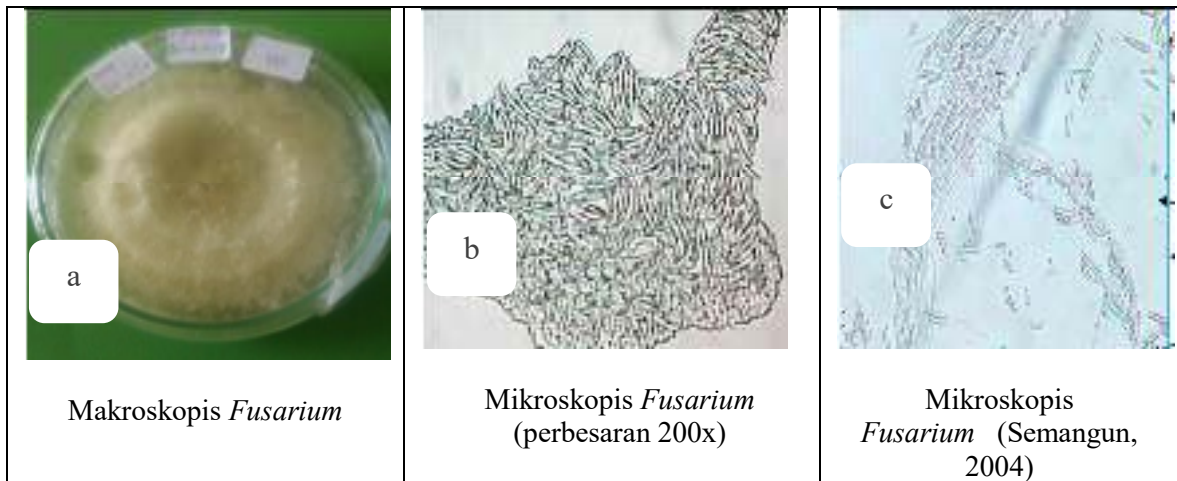 a
b
c
Makroskopis Fusarium
Mikroskopis Fusarium
(perbesaran 200x)
Mikroskopis
Fusarium (Semangun,
2004)